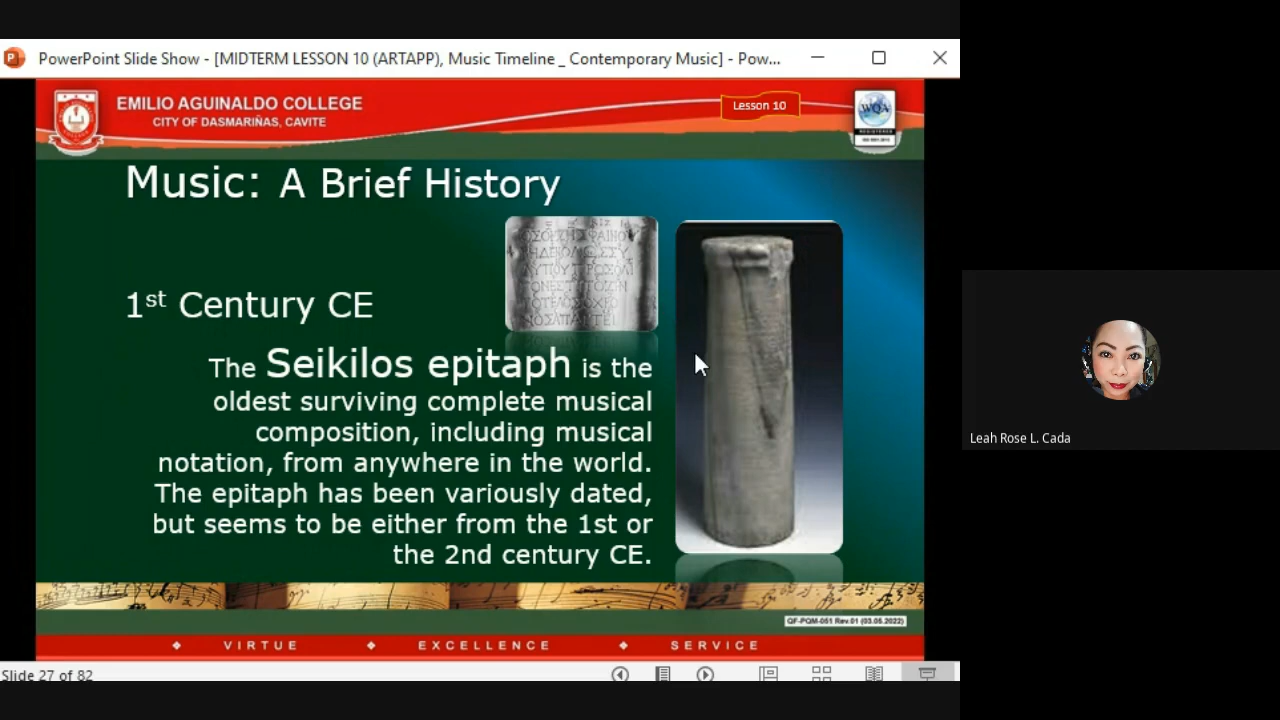 PowerPoint Slide Show - [MIDTERM LESSON 10 (ARTAPP), Music Timeline _ Contemporary Music] - Pow...
EMILIO AGUINALDO COLLEGE
CITY OF DASMARIÑAS, CAVITE
Lesson 10
WQA
Music: A Brief History
1st Century CE
The Seikilos epitaph is the
oldest surviving complete musical
composition, including musical
notation, from anywhere in the world.
The epitaph has been variously dated,
but seems to be either from the 1st or
the 2nd century CE.
QF-PQM-051 Rev.01 (03.05.2022)
VIRTUE EXCELLENCE SERVICE
Slide 27 of 82
Leah Rose L. Cada